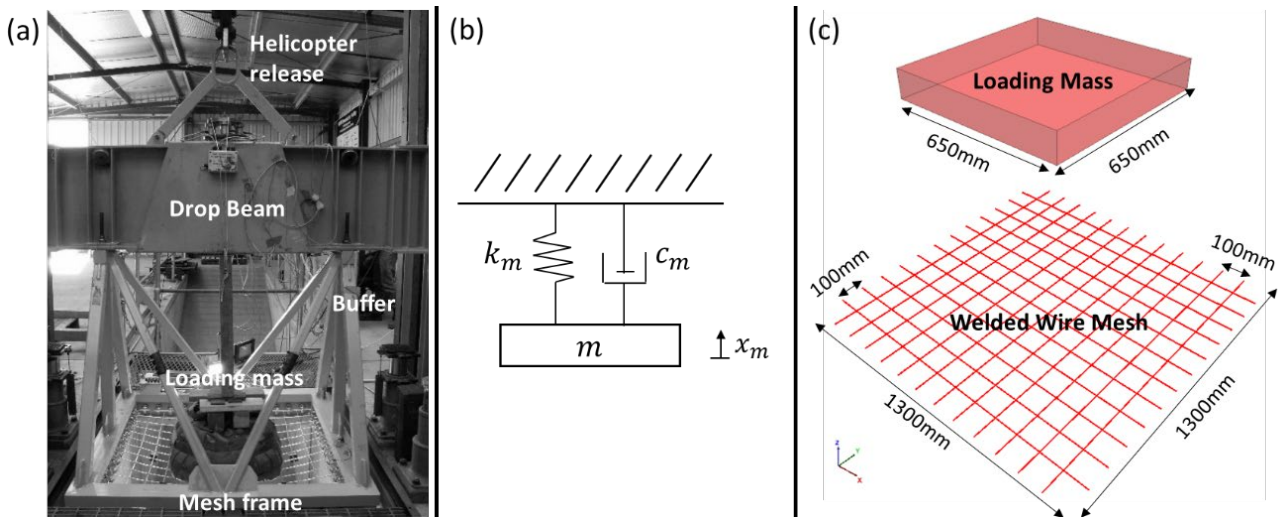 (a)
Helicopter
release
Drop Beam
Buffer
Loading mass
Mesh frame
(b)
k_m
c_m
m
x_m
(c)
Loading Mass
650mm
650mm
100mm
100mm
Welded Wire Mesh
1300mm
1300mm
z
y
x